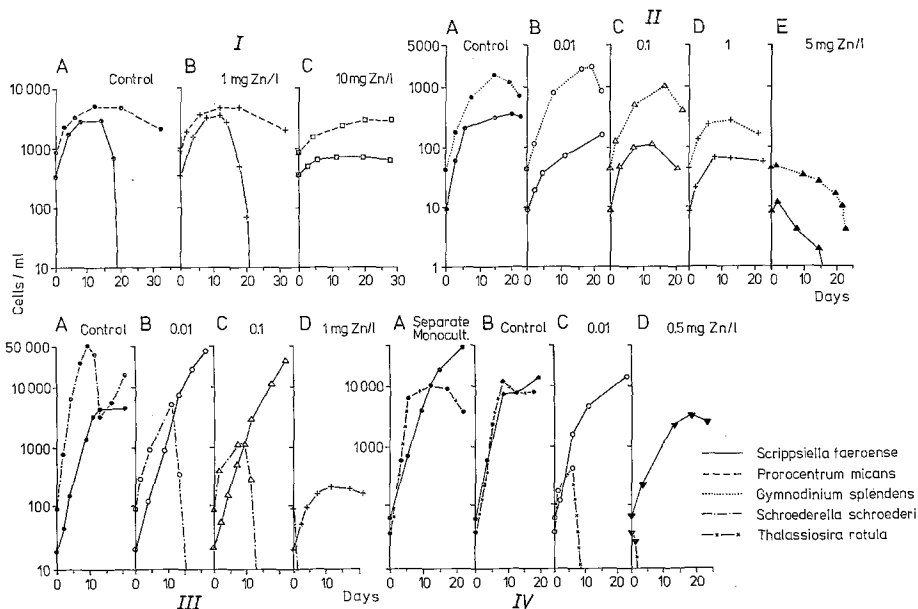 I
A
Control
B
1 mg Zn/l
C
10 mg Zn/l
10 000
1000
100
10
0 10 20 30
0 10 20 30
0 10 20 30
Cells / ml
II
A
Control
B
0.01
C
0.1
D
1
E
5 mg Zn/l
5000
1000
100
10
1
0 10 20
0 10 20
0 10 20
0 10 20
0 10 20
Days
A
Control
B
0.01
C
0.1
D
1 mg Zn/l
50 000
10 000
1000
100
10
0 10
0 10
0 10
0 10 20
III
Days
A
Separate
Monocult.
B
Control
C
0.01
D
0.5 mg Zn/l
10 000
1000
0 10 20
0 10 20
0 10 20
0 10 20
IV
Scrippsiella faeroense
Prorocentrum micans
Gymnodinium splendens
Schroederella schroederi
Thalassiosira rotula